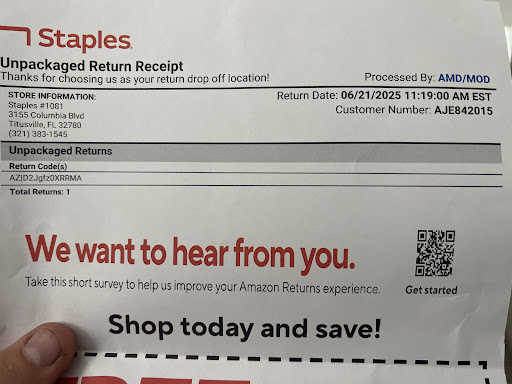 Staples.
Unpackaged Return Receipt
Thanks for choosing us as your return drop off location!
Processed By: AMD/MOD
STORE INFORMATION:
Staples #1081
3155 Columbia Blvd
Titusville, FL 32780
(321) 383-1545
Return Date: 06/21/2025 11:19:00 AM EST
Customer Number: AJE842015
Unpackaged Returns
Return Code(s)
AZ|D2Jgfz0XRRMA
Total Returns: 1
We want to hear from you.
Take this short survey to help us improve your Amazon Returns experience.
Get started
Shop today and save!